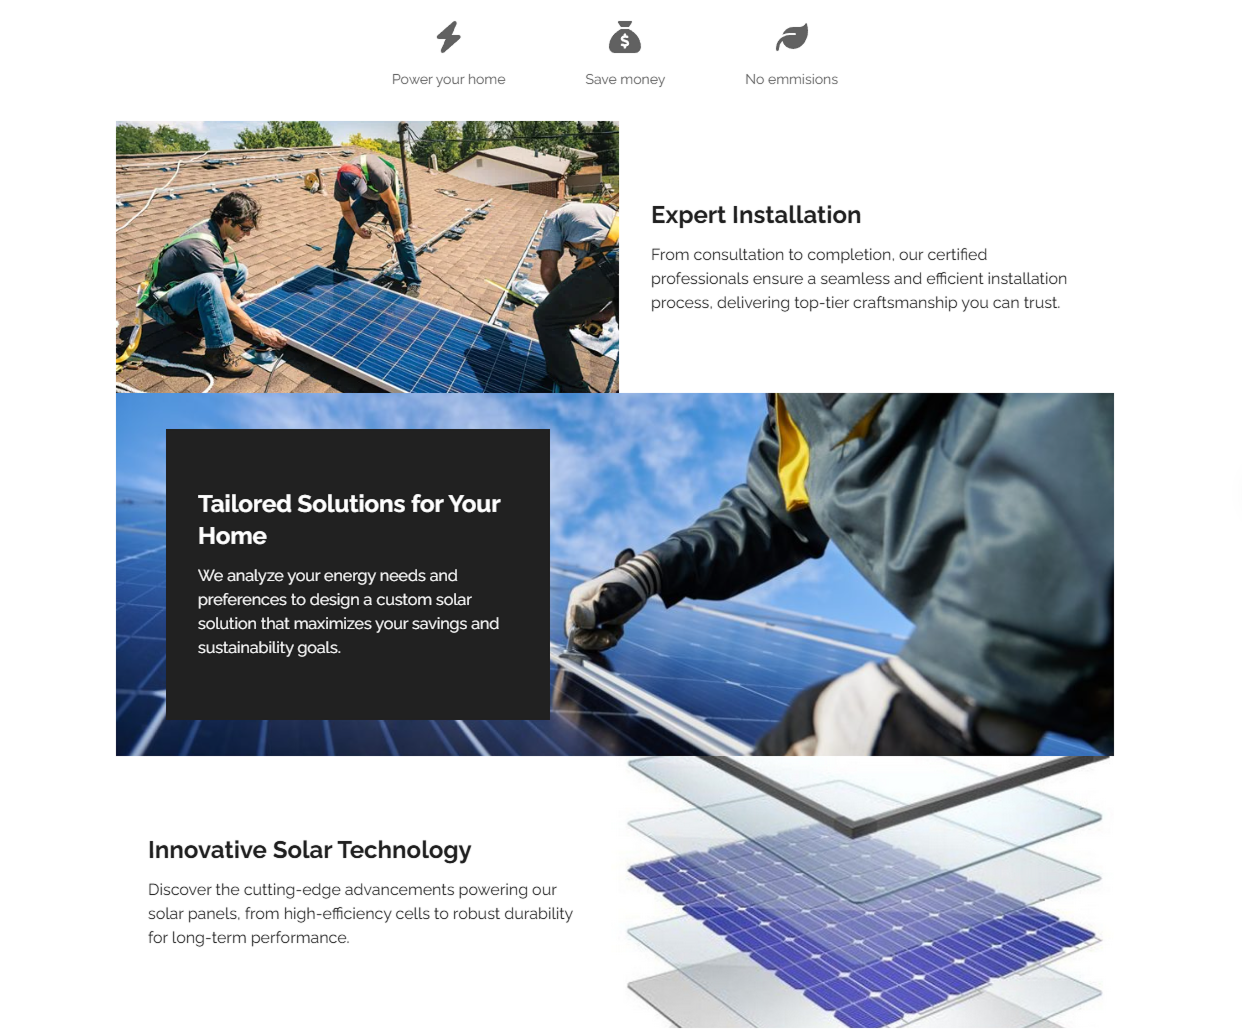 Power your home
Save money
No emmisions
Expert Installation
From consultation to completion, our certified
professionals ensure a seamless and efficient installation
process, delivering top-tier craftsmanship you can trust.
Tailored Solutions for Your
Home
We analyze your energy needs and
preferences to design a custom solar
solution that maximizes your savings and
sustainability goals.
Innovative Solar Technology
Discover the cutting-edge advancements powering our
solar panels, from high-efficiency cells to robust durability
for long-term performance.